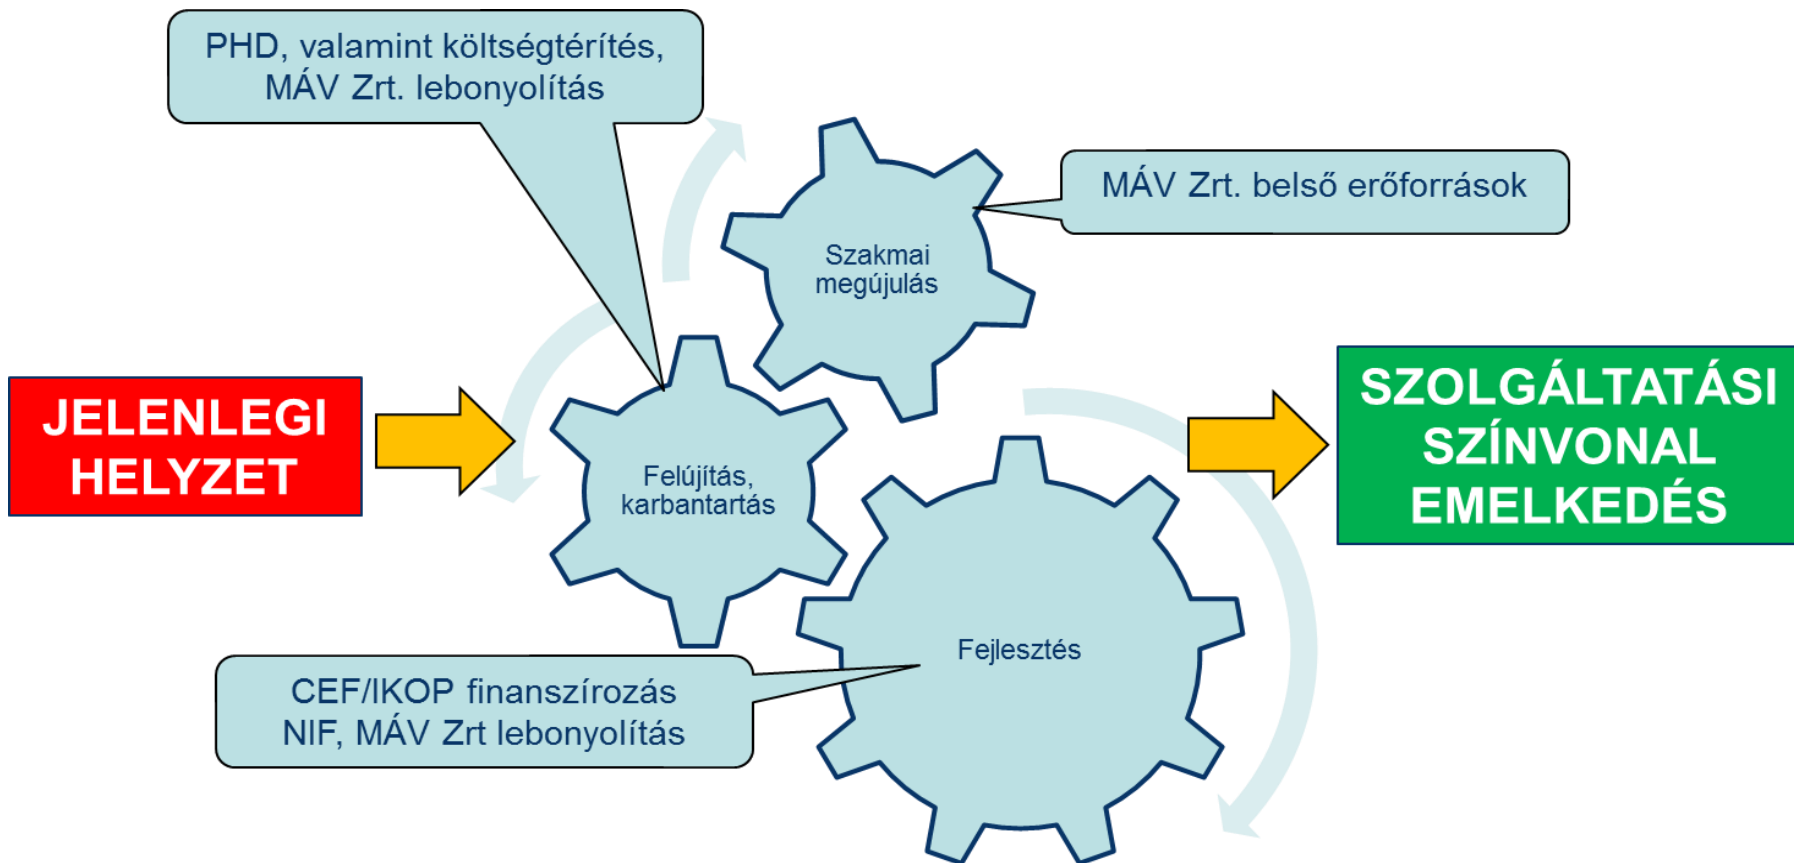 PHD, valamint költségtérítés,
MÁV Zrt. lebonyolítás
MÁV Zrt. belső erőforrások
Szakmai
megújulás
JELENLEGI
HELYZET
Felújítás,
karbantartás
SZOLGÁLTATÁSI
SZÍNVONAL
EMELKEDÉS
Fejlesztés
CEF/IKOP finanszírozás
NIF, MÁV Zrt lebonyolítás